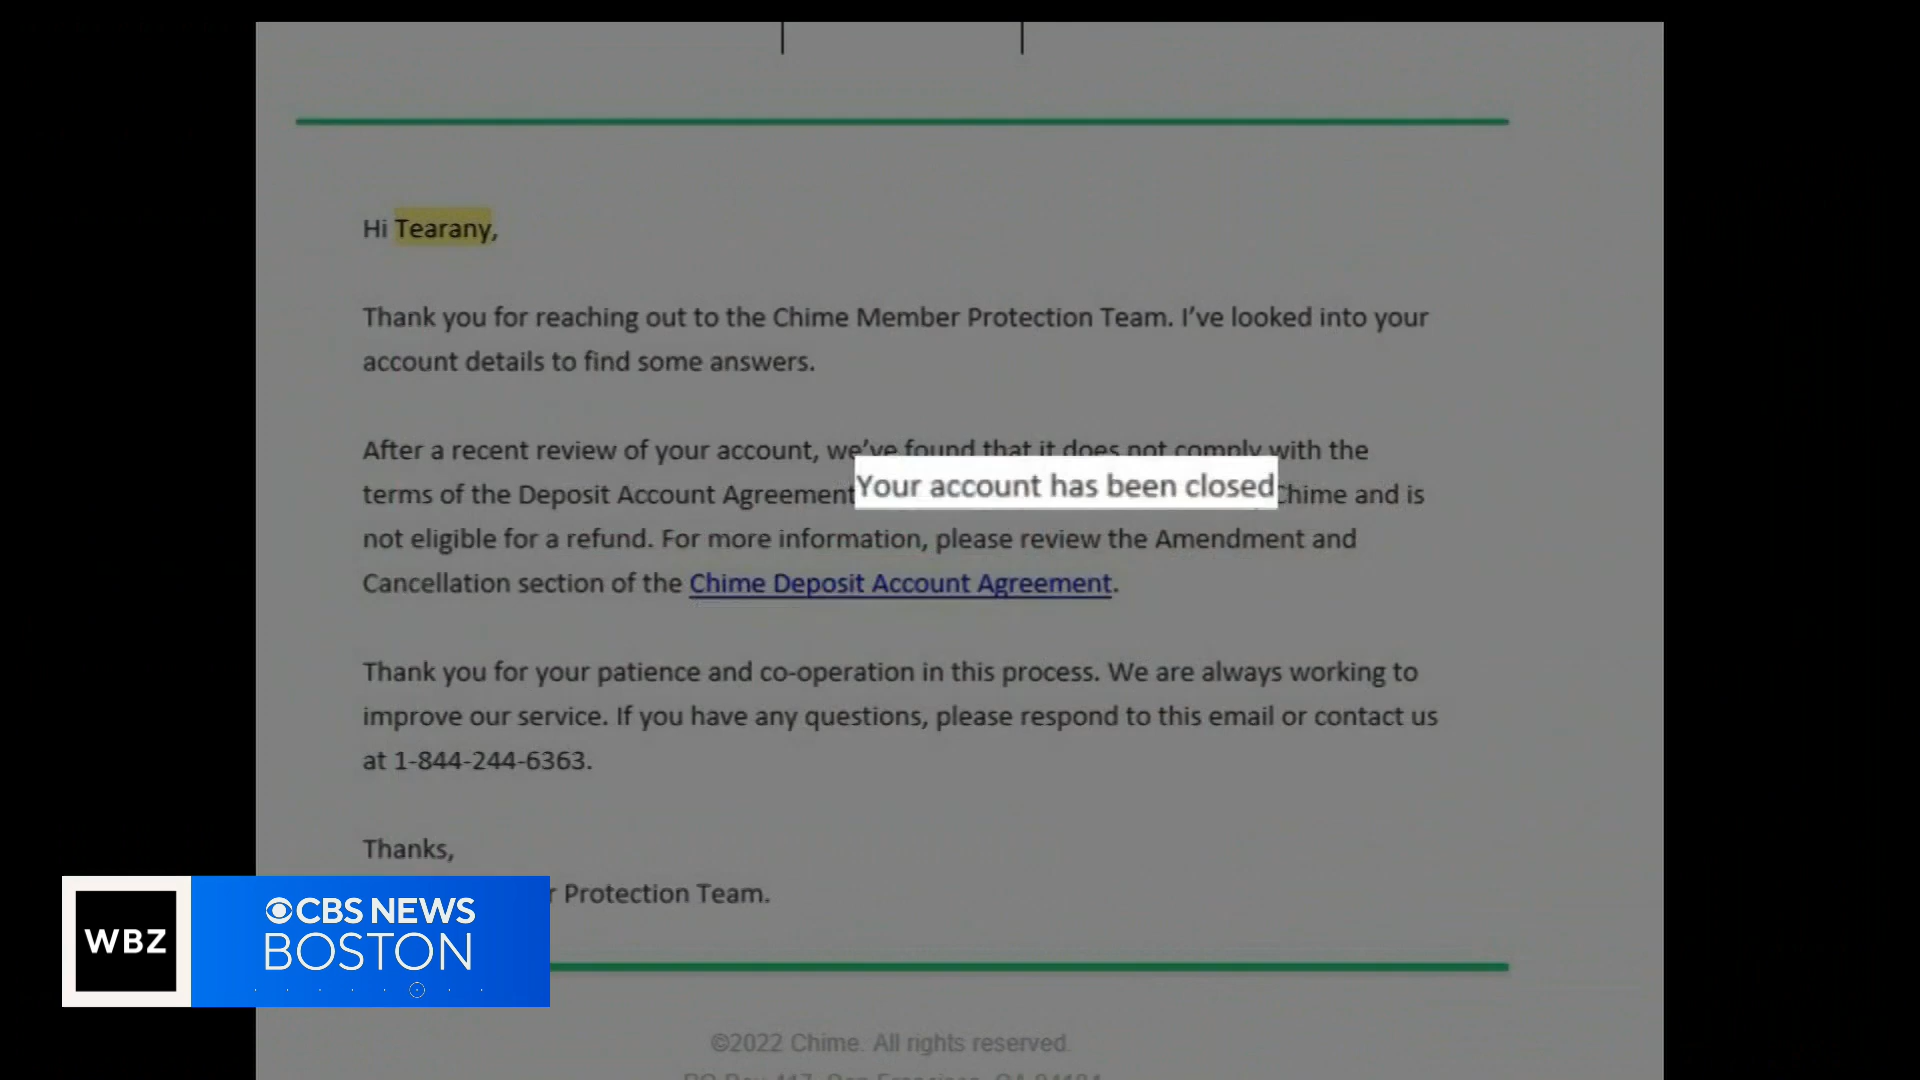 Hi Tearany,
Thank you for reaching out to the Chime Member Protection Team. I've looked into your
account details to find some answers.
After a recent review of your account, we've found that it does not comply with the
terms of the Deposit Account Agreement
Your account has been closed
Chime and is
not eligible for a refund. For more information, please review the Amendment and
Cancellation section of the Chime Deposit Account Agreement.
Thank you for your patience and co-operation in this process. We are always working to
improve our service. If you have any questions, please respond to this email or contact us
at 1-844-244-6363.
Thanks,
r Protection Team.
WBZ
CBS NEWS
BOSTON
©2022 Chime. All rights reserved.